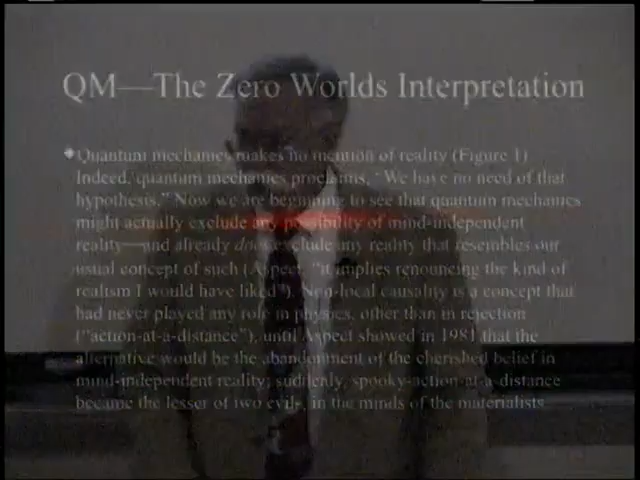 QM—The Zero Worlds Interpretation
Quantum mechanics makes no mention of reality (Figure 1)
Indeed, quantum mechanics proclaims, "We have no need of that
hypothesis." Now we are beginning to see that quantum mechanics
might actually exclude any possibility of mind-independent
reality—and already does exclude any reality that resembles our
usual concept of such (Aspect: "it implies renouncing the kind of
realism I would have liked"). Non-local causality is a concept that
had never played any role in physics, other than in rejection
("action-at-a-distance"), until Aspect showed in 1981 that the
alternative would be the abandonment of the cherished belief in
mind-independent reality; suddenly, spooky-action-at-a-distance
became the lesser of two evils, in the minds of the materialists